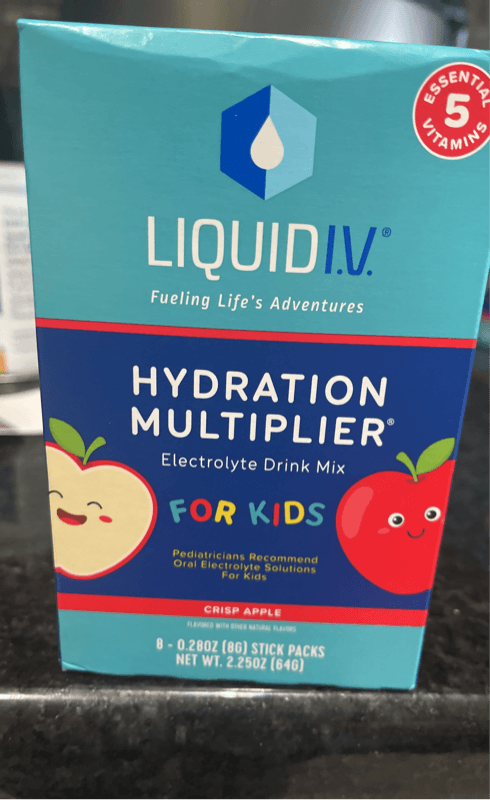 ESSENTIAL
5
VITAMINS
LIQUID I.V.®
Fueling Life's Adventures
HYDRATION
MULTIPLIER®
Electrolyte Drink Mix
FOR KIDS
Pediatricians Recommend
Oral Electrolyte Solutions
For Kids
CRISP APPLE
FLAVORED WITH OTHER NATURAL FLAVORS
8 - 0.28OZ (8G) STICK PACKS
NET WT. 2.25OZ (64G)